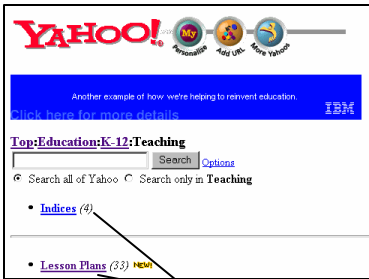 YAHOO!
My
Personalize Add URL More Yahoos
Another example of how we're helping to reinvent education.
IBM
Click here for more details
Top:Education:K-12:Teaching
Search Options
Search all of Yahoo Search only in Teaching
Indices (4)
Lesson Plans (33) NEW!